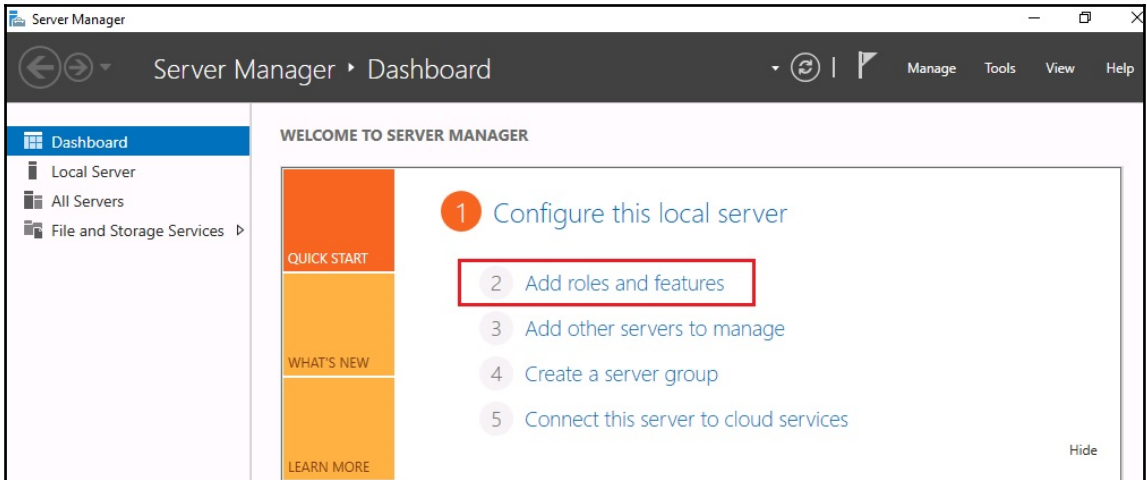 Server Manager
Server Manager ‣ Dashboard
Manage Tools View Help
Dashboard
Local Server
All Servers
File and Storage Services
WELCOME TO SERVER MANAGER
QUICK START
WHAT'S NEW
LEARN MORE
1 Configure this local server
2 Add roles and features
3 Add other servers to manage
4 Create a server group
5 Connect this server to cloud services
Hide